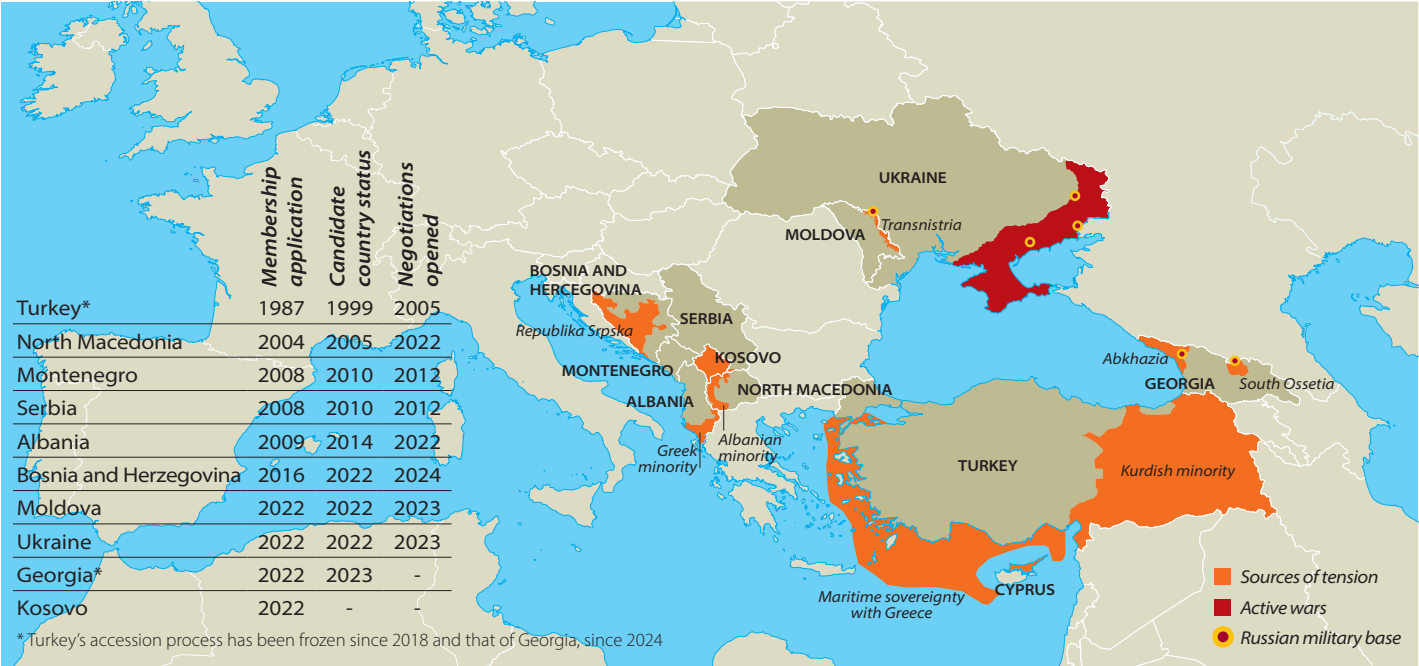 Membership
application
Candidate
country status
Negotiations
opened
Turkey* 1987 1999 2005
North Macedonia 2004 2005 2022
Montenegro 2008 2010 2012
Serbia 2008 2010 2012
Albania 2009 2014 2022
Bosnia and Herzegovina 2016 2022 2024
Moldova 2022 2022 2023
Ukraine 2022 2022 2023
Georgia* 2022 2023 -
Kosovo 2022 - -
* Turkey's accession process has been frozen since 2018 and that of Georgia, since 2024
UKRAINE
Transnistria
MOLDOVA
BOSNIA AND
HERCEGOVINA
SERBIA
Republika Srpska
KOSOVO
MONTENEGRO
NORTH MACEDONIA
ALBANIA
Greek
minority
Albanian
minority
Abkhazia
GEORGIA
South Ossetia
TURKEY
Kurdish minority
Maritime sovereignty
with Greece
CYPRUS
Sources of tension
Active wars
Russian military base